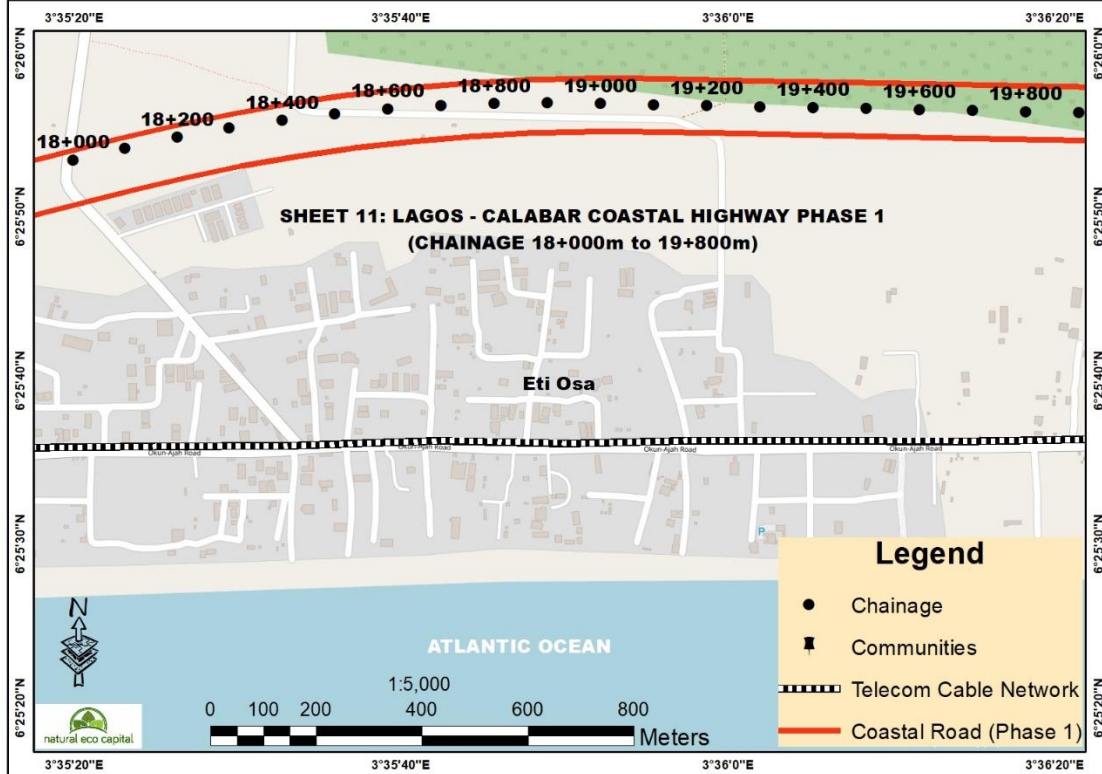 3°35'20"E 3°35'40"E 3°36'0"E 3°36'20"E
6°26'0"N
6°26'0"N
18+000
18+200
18+400
18+600
18+800
19+000
19+200
19+400
19+600
19+800
6°25'50"N
6°25'50"N
SHEET 11: LAGOS - CALABAR COASTAL HIGHWAY PHASE 1
(CHAINAGE 18+000m to 19+800m)
6°25'40"N
6°25'40"N
Eti Osa
Okun-Ajah Road
Okun-Ajah Road
Okun-Ajah Road
Okun-Ajah Road
6°25'30"N
6°25'30"N
P
Legend
Chainage
Communities
Telecom Cable Network
Coastal Road (Phase 1)
N
ATLANTIC OCEAN
1:5,000
0 100 200 400 600 800
Meters
6°25'20"N
6°25'20"N
natural eco capital
3°35'20"E 3°35'40"E 3°36'0"E 3°36'20"E